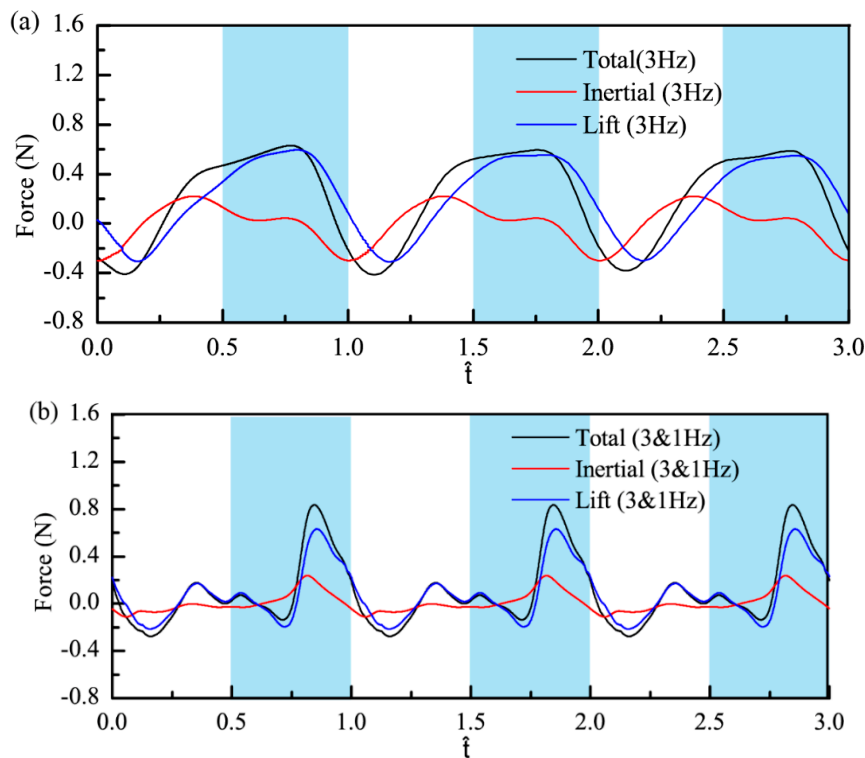 (a)
1.6
1.2
0.8
0.4
0.0
-0.4
-0.8
Force (N)
Total(3Hz)
Inertial (3Hz)
Lift (3Hz)
0.0 0.5 1.0 1.5 2.0 2.5 3.0
t̂
(b)
1.6
1.2
0.8
0.4
0.0
-0.4
-0.8
Force (N)
Total (3&1Hz)
Inertial (3&1Hz)
Lift (3&1Hz)
0.0 0.5 1.0 1.5 2.0 2.5 3.0
t̂